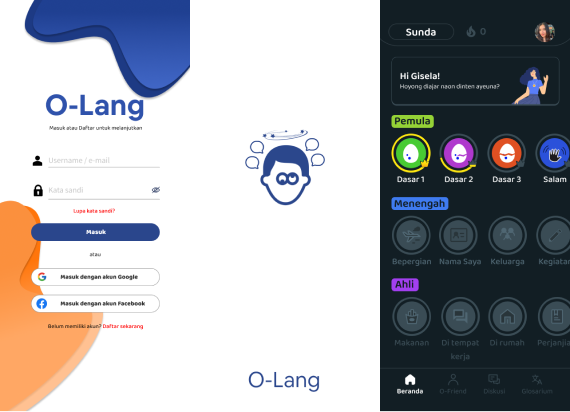 O-Lang
Masuk atau Daftar untuk melanjutkan
Username / e-mail
Kata sandi
Lupa kata sandi?
Masuk
atau
G Masuk dengan akun Google
f Masuk dengan akun Facebook
Belum memiliki akun? Daftar sekarang
O-Lang
Sunda 0
Hi Gisela!
Hoyong diajar naon dinten ayeuna?
Pemula
Dasar 1 Dasar 2 Dasar 3 Salam
Menengah
Bepergian Nama Saya Keluarga Kegiatan
Ahli
Makanan Di tempat kerja Di rumah Perjanjia
Beranda O-Friend Diskusi Glosarium